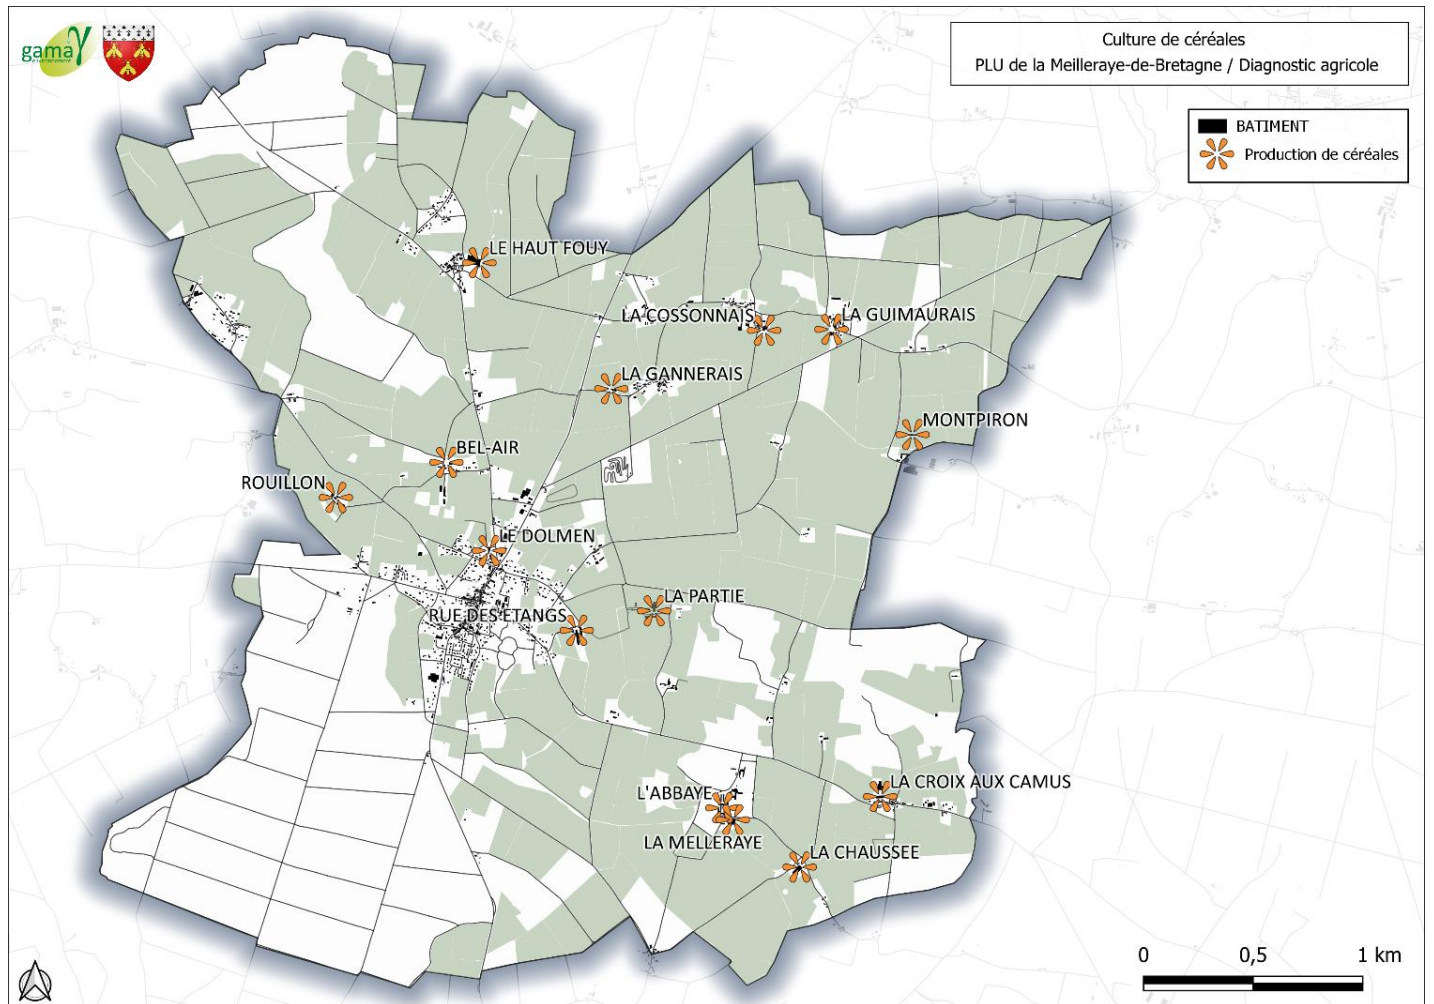 gama
environnement
Culture de céréales
PLU de la Meilleraye-de-Bretagne / Diagnostic agricole
BATIMENT
Production de céréales
LE HAUT FOUY
LA COSSONNAIS
LA GUIMAURAIS
LA GANNERAIS
MONTPIRON
BEL-AIR
ROUILLON
LE DOLMEN
LA PARTIE
RUE DES ETANGS
L'ABBAYE
LA CROIX AUX CAMUS
LA MELLERAYE
LA CHAUSSEE
0 0,5 1 km